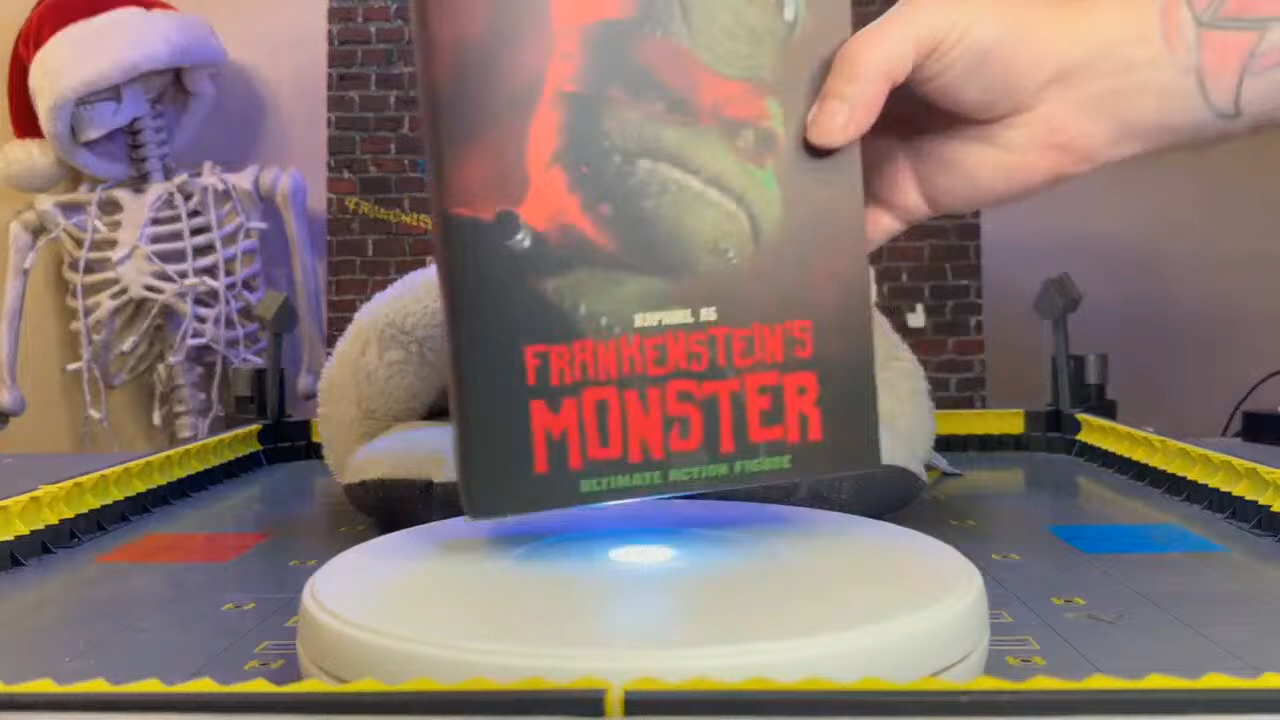 RAPHAEL AS
FRANKENSTEIN'S
MONSTER
ULTIMATE ACTION FIGURE